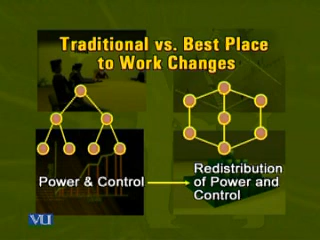 Traditional vs. Best Place
to Work Changes
Power & Control
Redistribution
of Power and
Control
VU